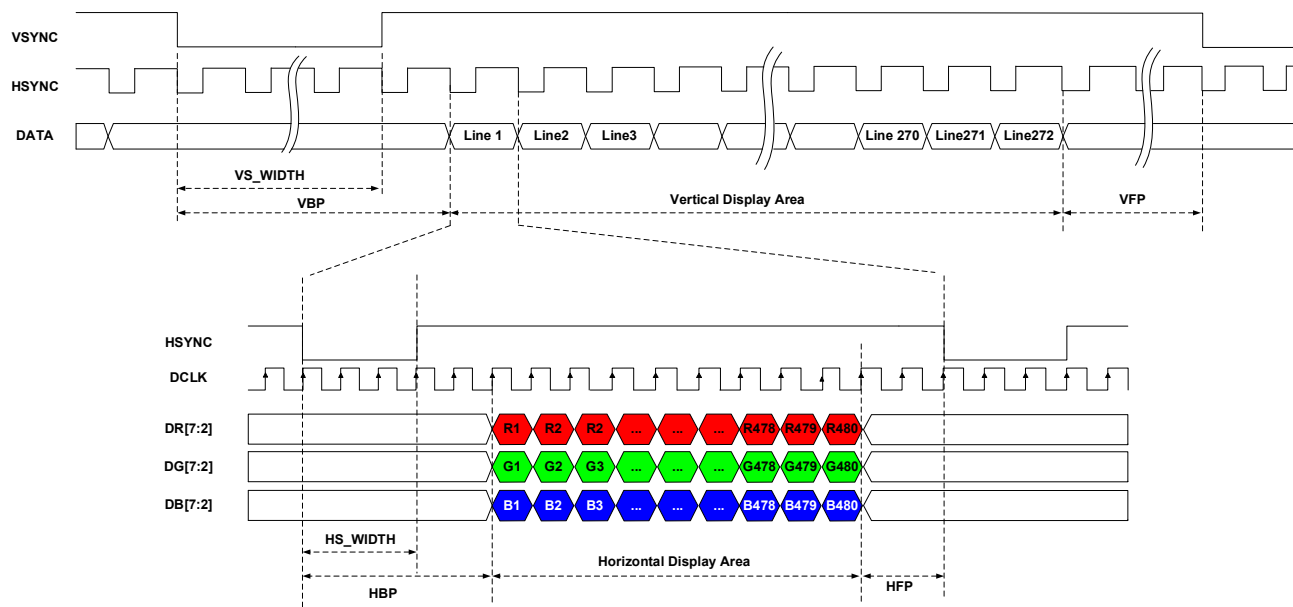 VSYNC
HSYNC
DATA
Line 1 Line2 Line3 Line 270 Line271 Line272
VS_WIDTH
VBP
Vertical Display Area
VFP
HSYNC
DCLK
DR[7:2] R1 R2 R2 ... ... ... R478 R479 R480
DG[7:2] G1 G2 G3 ... ... ... G478 G479 G480
DB[7:2] B1 B2 B3 ... ... ... B478 B479 B480
HS_WIDTH
HBP
Horizontal Display Area
HFP